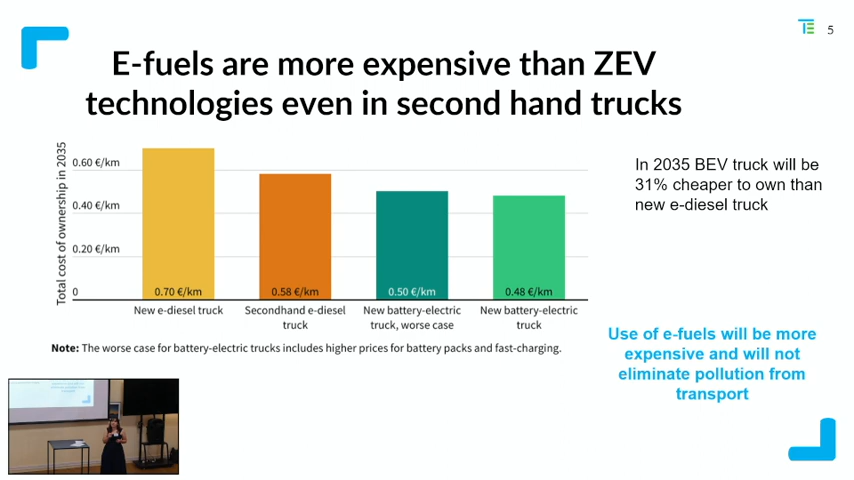 TE
5
E-fuels are more expensive than ZEV
technologies even in second hand trucks
Total cost of ownership in 2035
0.60 €/km
0.40 €/km
0.20 €/km
0
0.70 €/km
0.58 €/km
0.50 €/km
0.48 €/km
New e-diesel truck
Secondhand e-diesel
truck
New battery-electric
truck, worse case
New battery-electric
truck
Note: The worse case for battery-electric trucks includes higher prices for battery packs and fast-charging.
In 2035 BEV truck will be
31% cheaper to own than
new e-diesel truck
Use of e-fuels will be more
expensive and will not
eliminate pollution from
transport